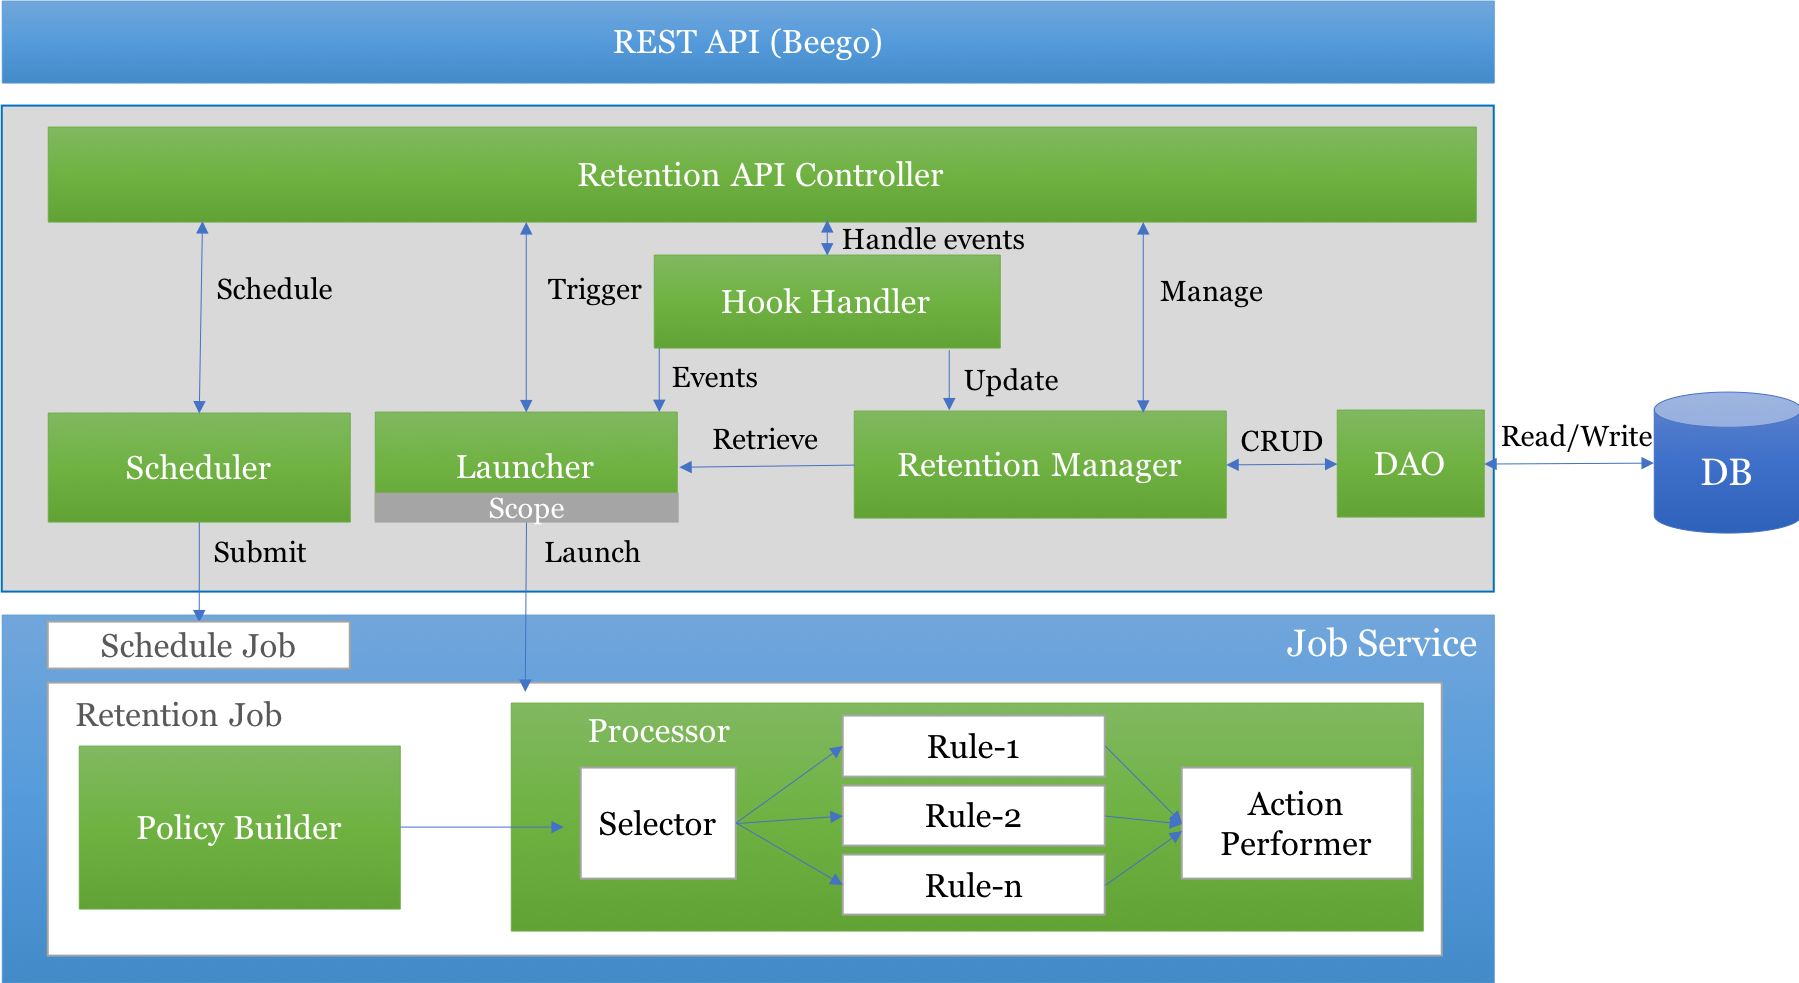 REST API (Beego)
Retention API Controller
Handle events
Schedule
Trigger
Hook Handler
Manage
Events
Update
Scheduler
Launcher
Scope
Retrieve
Retention Manager
CRUD
DAO
Read/Write
DB
Submit
Launch
Schedule Job
Job Service
Retention Job
Policy Builder
Processor
Selector
Rule-1
Rule-2
Rule-n
Action
Performer